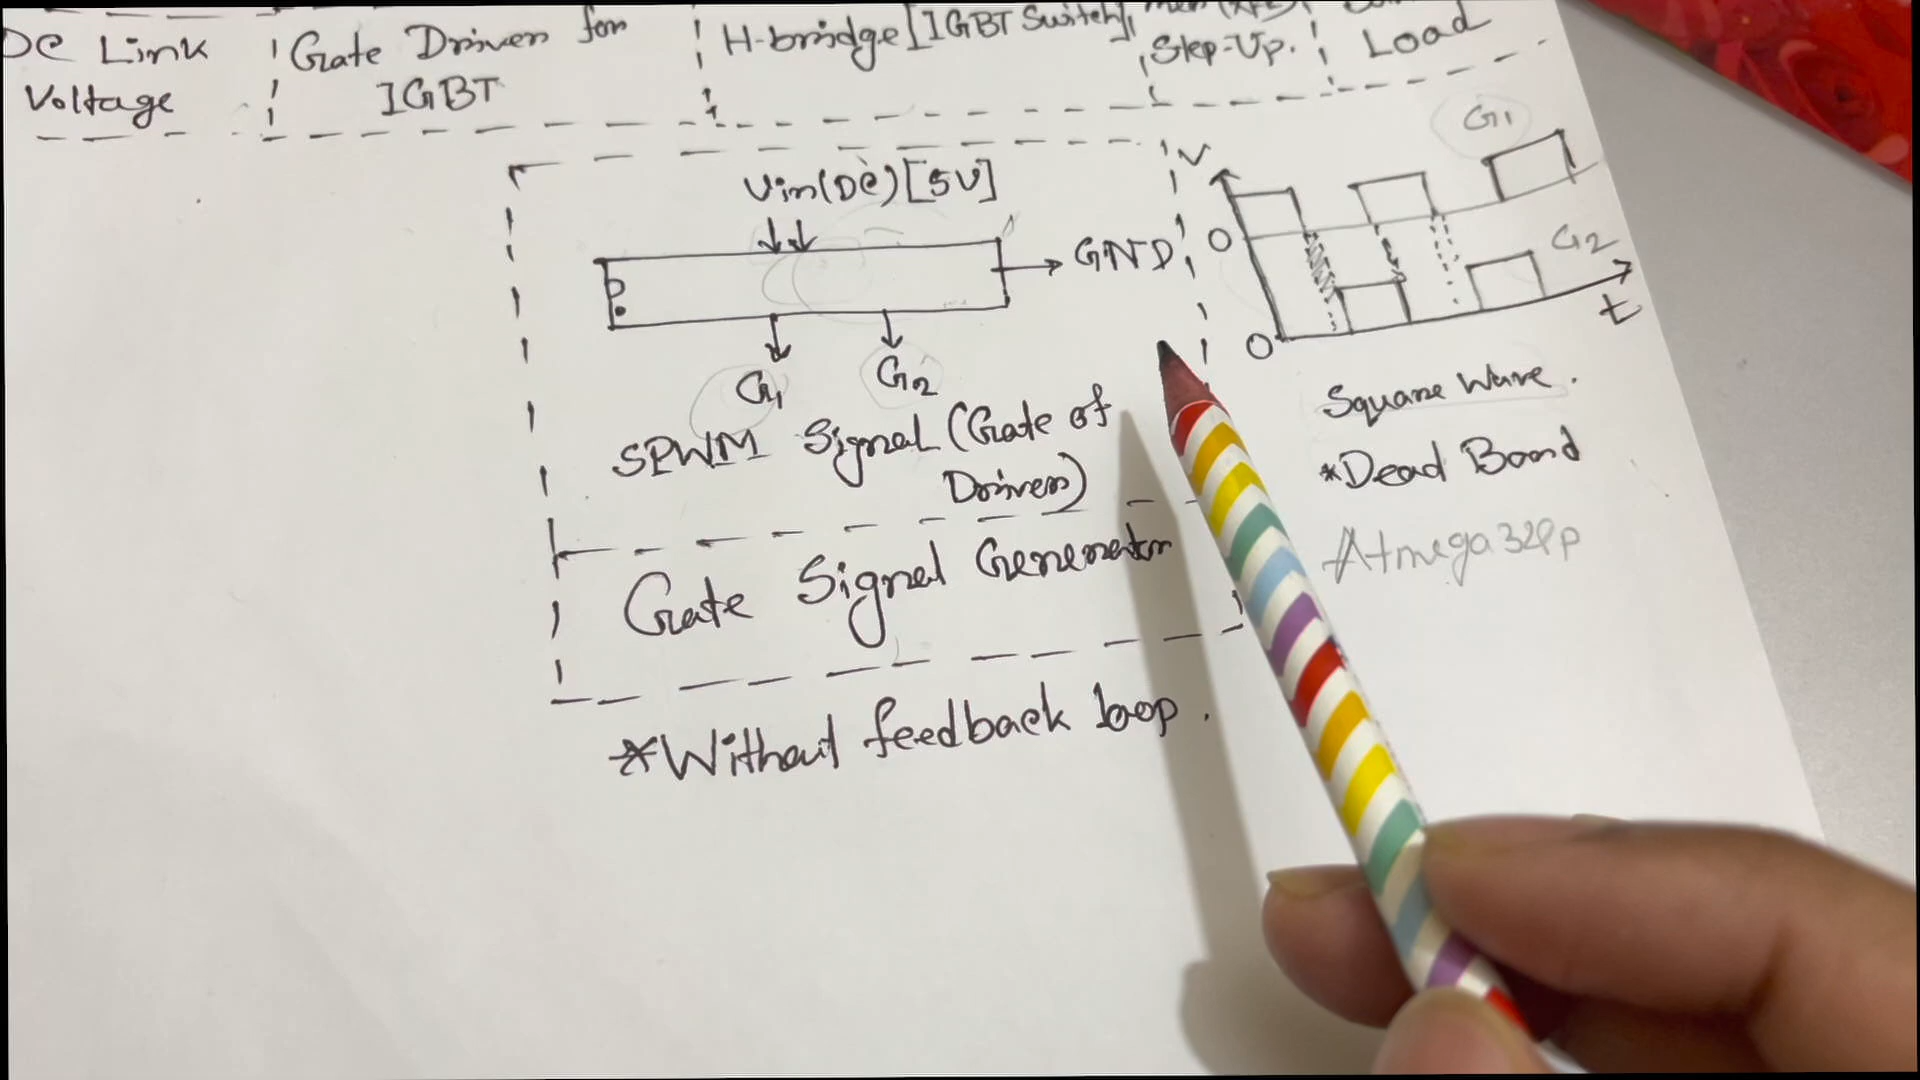 DC Link
Voltage
Gate Driver for
IGBT
H-bridge [IGBT Switch]
Step-Up.
Load
Vin(DC)[5V]
GND
G1
G2
SPWM Signal (Gate of
Driver)
Gate Signal Generator
*Without feedback loop.
V
G1
0
G2
0
t
Square Wave.
*Dead Band
Atmega328p